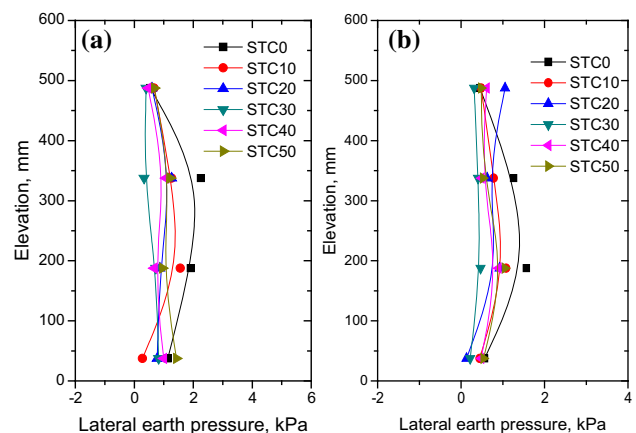 (a)
STC0
STC10
STC20
STC30
STC40
STC50
600
500
400
300
200
100
0
Elevation, mm
-2 0 2 4 6
Lateral earth pressure, kPa
(b)
STC0
STC10
STC20
STC30
STC40
STC50
600
500
400
300
200
100
0
Elevation, mm
-2 0 2 4
Lateral earth pressure, kPa